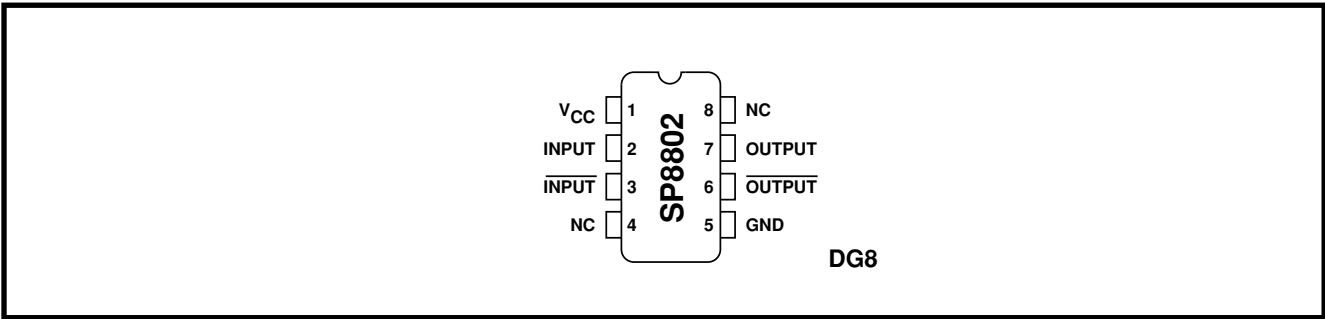 VCC 1 8 NC
INPUT 2 7 OUTPUT
INPUT 3 6 OUTPUT
NC 4 5 GND
SP8802
DG8